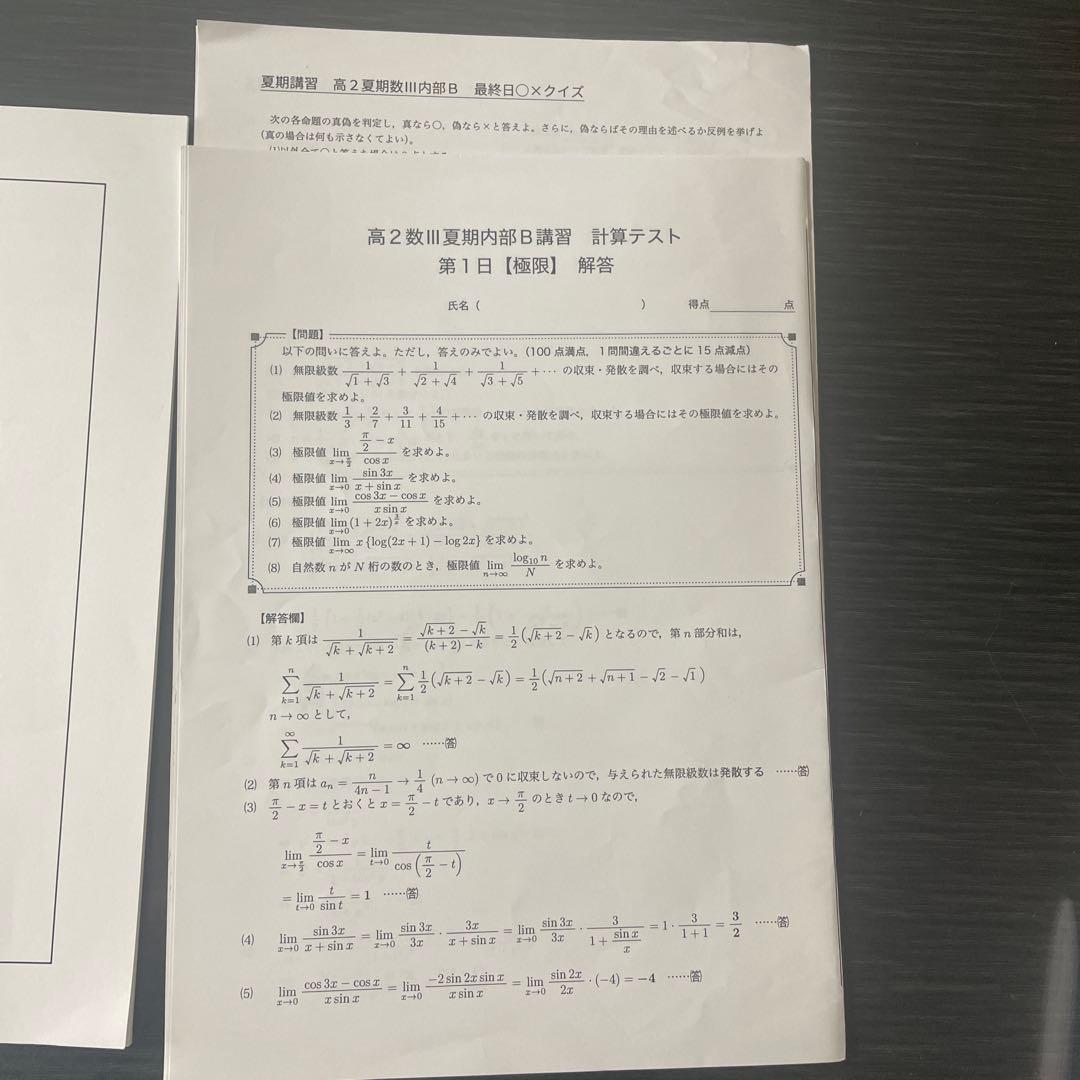 夏期講習 高2夏期数III内部B 最終日○×クイズ
次の各命題の真偽を判定し,真なら○,偽なら×と答えよ。さらに,偽ならばその理由を述べるか反例を挙げよ
(真の場合は何も示さなくてよい)。
高2数III夏期内部B講習 計算テスト
第1日【極限】 解答
氏名( ) 得点 点
【問題】
以下の問いに答えよ。ただし,答えのみでよい。(100点満点,1問間違えるごとに15点減点)
(1) 無限級数 1/(√1+√3) + 1/(√2+√4) + 1/(√3+√5) + ⋯ の収束・発散を調べ,収束する場合にはその
極限値を求めよ。
(2) 無限級数 1/3 + 2/7 + 3/11 + 4/15 + ⋯ の収束・発散を調べ,収束する場合にはその極限値を求めよ。
(3) 極限値 lim_{x→π/2} (π/2 − x)/cos x を求めよ。
(4) 極限値 lim_{x→0} sin 3x/(x + sin x) を求めよ。
(5) 極限値 lim_{x→0} (cos 3x − cos x)/(x sin x) を求めよ。
(6) 極限値 lim_{x→0} (1 + 2x)^{3/x} を求めよ。
(7) 極限値 lim_{x→∞} x{log(2x + 1) − log 2x} を求めよ。
(8) 自然数 n が N 桁の数のとき,極限値 lim_{n→∞} log₁₀ n/N を求めよ。
【解答欄】
(1) 第 k 項は 1/(√k + √(k+2)) = (√(k+2) − √k)/((k+2) − k) = 1/2(√(k+2) − √k) となるので,第 n 部分和は,
∑_{k=1}^{n} 1/(√k + √(k+2)) = ∑_{k=1}^{n} 1/2(√(k+2) − √k) = 1/2(√(n+2) + √(n+1) − √2 − √1)
n → ∞ として,
∑_{k=1}^{∞} 1/(√k + √(k+2)) = ∞ ⋯⋯(答)
(2) 第 n 項は aₙ = n/(4n−1) → 1/4 (n → ∞) で 0 に収束しないので,与えられた無限級数は発散する ⋯⋯(答)
(3) π/2 − x = t とおくと x = π/2 − t であり,x → π/2 のとき t → 0 なので,
lim_{x→π/2} (π/2 − x)/cos x = lim_{t→0} t/cos(π/2 − t)
= lim_{t→0} t/sin t = 1 ⋯⋯(答)
(4) lim_{x→0} sin 3x/(x + sin x) = lim_{x→0} sin 3x/3x · 3x/(x + sin x) = lim_{x→0} sin 3x/3x · 3/(1 + sin x/x) = 1 · 3/(1+1) = 3/2 ⋯⋯(答)
(5) lim_{x→0} (cos 3x − cos x)/(x sin x) = lim_{x→0} (−2 sin 2x sin x)/(x sin x) = lim_{x→0} sin 2x/2x · (−4) = −4 ⋯⋯(答)